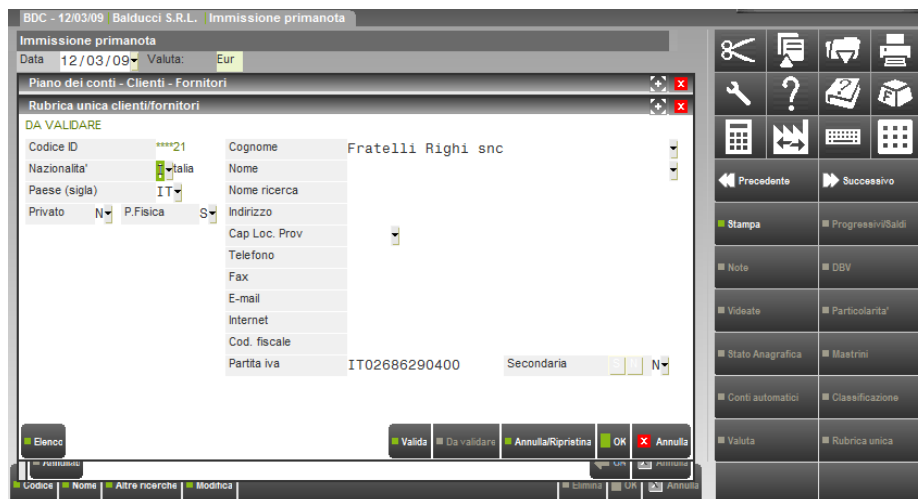 BDC - 12/03/09 Balducci S.R.L. Immissione primanota
Immissione primanota
Data 12/03/09 Valuta: Eur
Piano dei conti - Clienti - Fornitori
Rubrica unica clienti/fornitori
DA VALIDARE
Codice ID ****21 Cognome Fratelli Righi snc
Nazionalita' Italia Nome
Paese (sigla) IT Nome ricerca
Privato N P.Fisica S Indirizzo
Cap Loc. Prov
Telefono
Fax
E-mail
Internet
Cod. fiscale
Partita iva IT02686290400 Secondaria S N N
Elenco Valida Da validare Annulla/Ripristina OK X Annulla
OK Annulla
Codice Nome Altre ricerche Modifica Elimina OK Annulla
Precedente Successivo
Stampa Progressivi/Saldi
Note DBV
Videate Particolarita'
Stato Anagrafica Mastrini
Conti automatici Classificazione
Valuta Rubrica unica